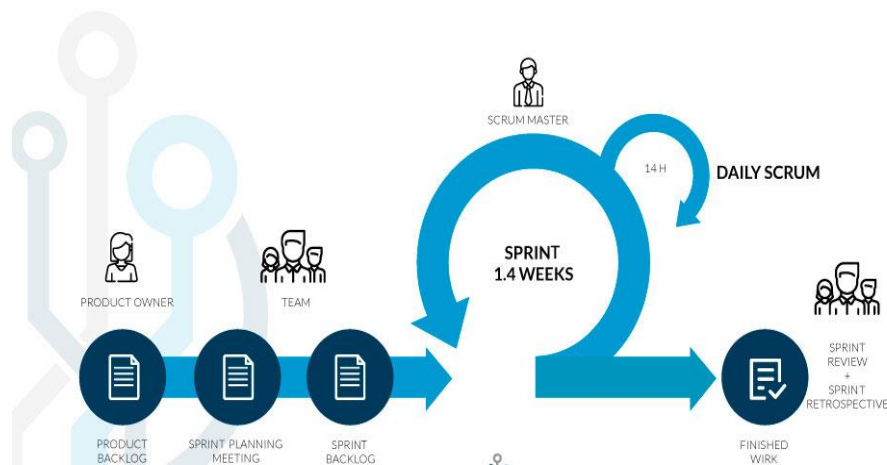 SCRUM MASTER
14 H
DAILY SCRUM
SPRINT
1.4 WEEKS
PRODUCT OWNER
TEAM
SPRINT
REVIEW
+
SPRINT
RETROSPECTIVE
PRODUCT
BACKLOG
SPRINT PLANNING
MEETING
SPRINT
BACKLOG
FINISHED
WIRK